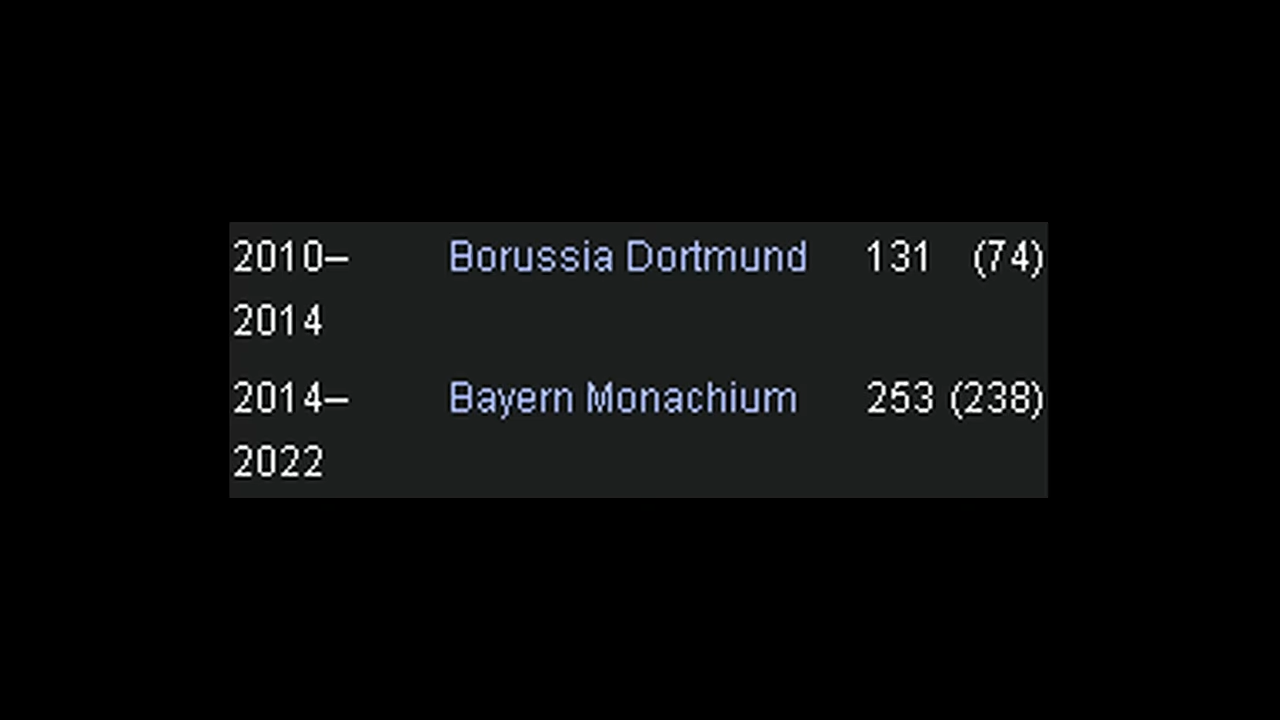 2010– Borussia Dortmund 131 (74)
2014
2014– Bayern Monachium 253 (238)
2022